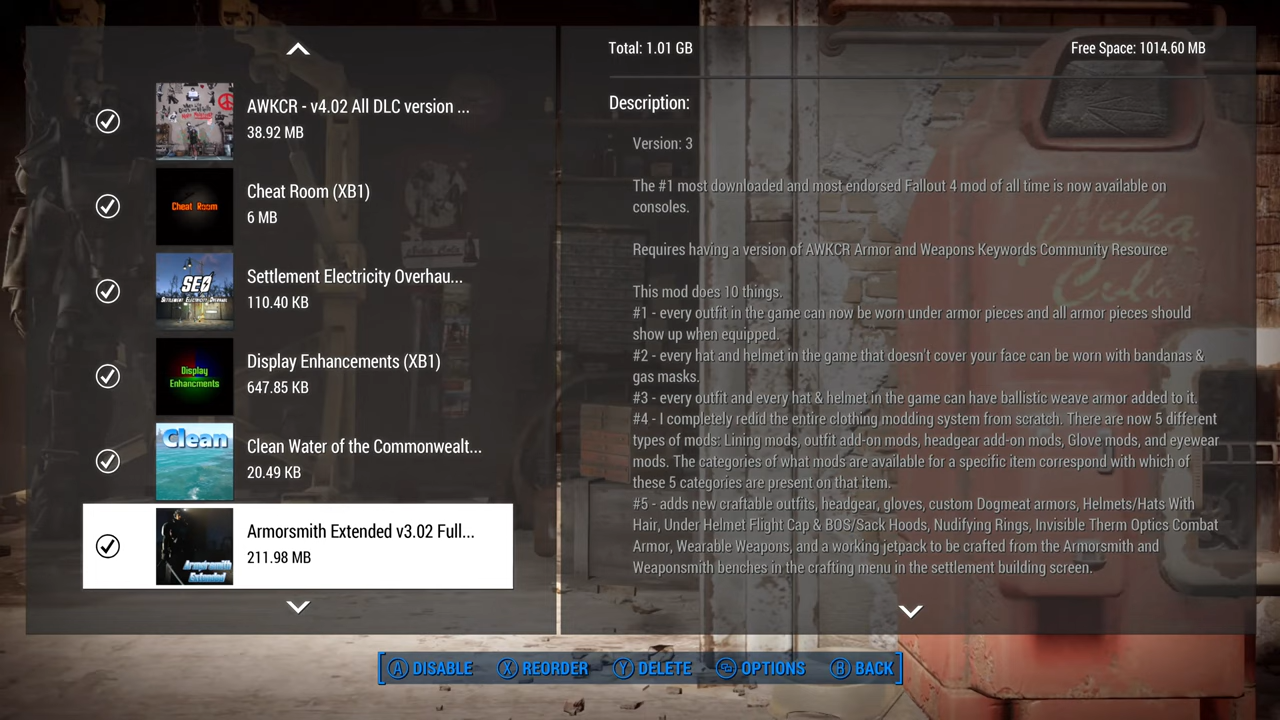 Total: 1.01 GB
Free Space: 1014.60 MB
AWKCR - v4.02 All DLC version ...
38.92 MB
Cheat Room
Cheat Room (XB1)
6 MB
SEO
SETTLEMENT ELECTRICITY OVERHAUL
Settlement Electricity Overhau...
110.40 KB
Display
Enhancments
Display Enhancements (XB1)
647.85 KB
Clean
Clean Water of the Commonwealt...
20.49 KB
Armorsmith
Extended
Armorsmith Extended v3.02 Full...
211.98 MB
Description:
Version: 3
The #1 most downloaded and most endorsed Fallout 4 mod of all time is now available on
consoles.
Requires having a version of AWKCR Armor and Weapons Keywords Community Resource
This mod does 10 things.
#1 - every outfit in the game can now be worn under armor pieces and all armor pieces should
show up when equipped.
#2 - every hat and helmet in the game that doesn't cover your face can be worn with bandanas &
gas masks.
#3 - every outfit and every hat & helmet in the game can have ballistic weave armor added to it.
#4 - I completely redid the entire clothing modding system from scratch. There are now 5 different
types of mods: Lining mods, outfit add-on mods, headgear add-on mods, Glove mods, and eyewear
mods. The categories of what mods are available for a specific item correspond with which of
these 5 categories are present on that item.
#5 - adds new craftable outfits, headgear, gloves, custom Dogmeat armors, Helmets/Hats With
Hair, Under Helmet Flight Cap & BOS/Sack Hoods, Nudifying Rings, Invisible Therm Optics Combat
Armor, Wearable Weapons, and a working jetpack to be crafted from the Armorsmith and
Weaponsmith benches in the crafting menu in the settlement building screen.
Nuka
Cola
A DISABLE X REORDER Y DELETE OPTIONS B BACK